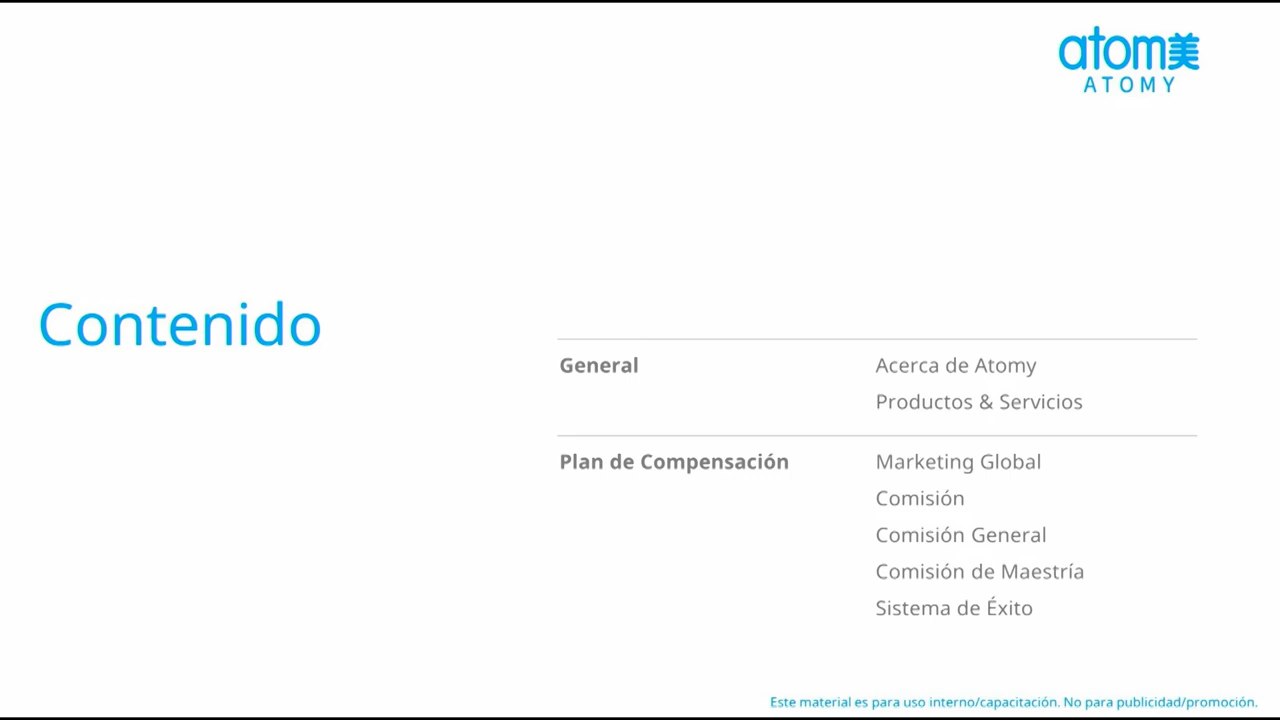 atom美
ATOMY
Contenido
General
Acerca de Atomy
Productos & Servicios
Plan de Compensación
Marketing Global
Comisión
Comisión General
Comisión de Maestría
Sistema de Éxito
Este material es para uso interno/capacitación. No para publicidad/promoción.